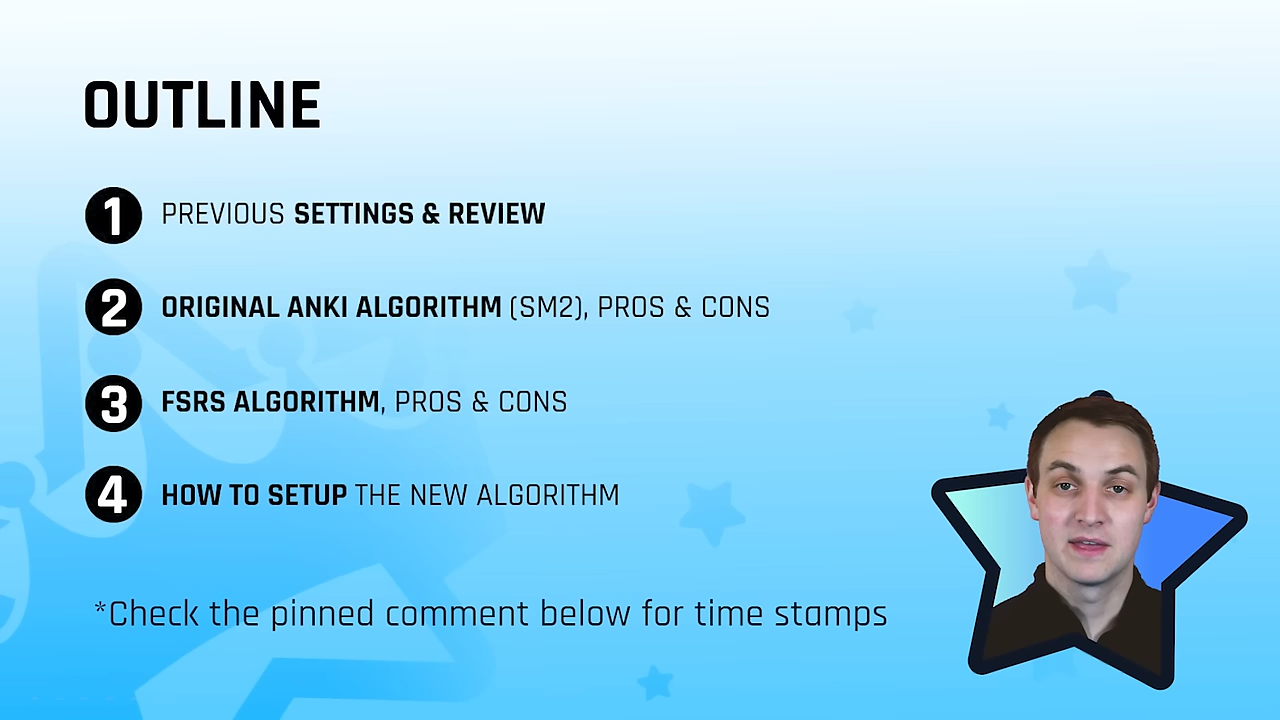 OUTLINE
1 PREVIOUS SETTINGS & REVIEW
2 ORIGINAL ANKI ALGORITHM (SM2), PROS & CONS
3 FSRS ALGORITHM, PROS & CONS
4 HOW TO SETUP THE NEW ALGORITHM
*Check the pinned comment below for time stamps